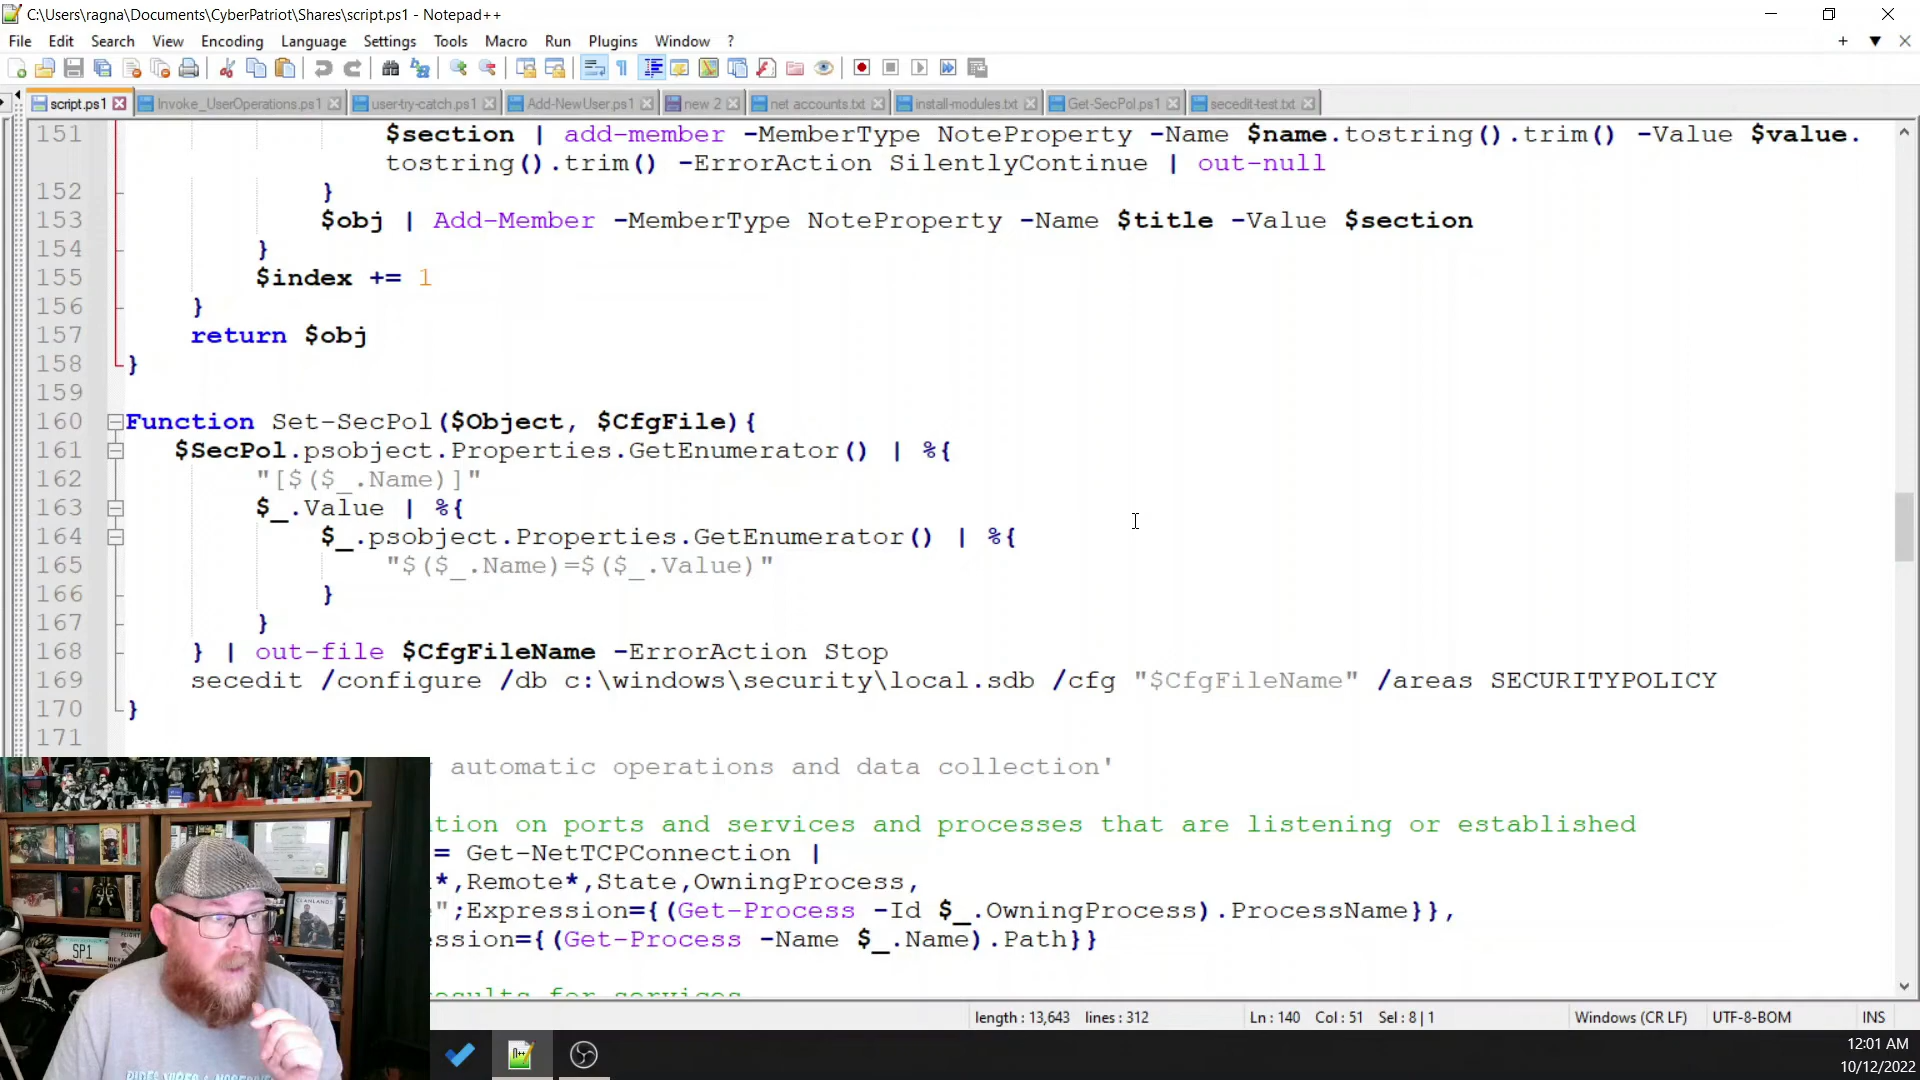 C:\Users\ragna\Documents\CyberPatriot\Shares\script.ps1 - Notepad++
File Edit Search View Encoding Language Settings Tools Macro Run Plugins Window ?
script.ps1 Invoke_UserOperations.ps1 user-try-catch.ps1 Add-NewUser.ps1 new 2 net accounts.txt install-modules.txt Get-SecPol.ps1 secedit-test.txt
151 $section | add-member -MemberType NoteProperty -Name $name.tostring().trim() -Value $value.
tostring().trim() -ErrorAction SilentlyContinue | out-null
152 }
153 $obj | Add-Member -MemberType NoteProperty -Name $title -Value $section
154 }
155 $index += 1
156 }
157 return $obj
158 }
159
160 Function Set-SecPol($Object, $CfgFile){
161 $SecPol.psobject.Properties.GetEnumerator() | %{
162 "[$($_.Name)]"
163 $_.Value | %{
164 $_.psobject.Properties.GetEnumerator() | %{
165 "$($_.Name)=$($_.Value)"
166 }
167 }
168 } | out-file $CfgFileName -ErrorAction Stop
169 secedit /configure /db c:\windows\security\local.sdb /cfg "$CfgFileName" /areas SECURITYPOLICY
170 }
171
automatic operations and data collection'
tion on ports and services and processes that are listening or established
= Get-NetTCPConnection |
*,Remote*,State,OwningProcess,
";Expression={(Get-Process -Id $_.OwningProcess).ProcessName}},
ssion={(Get-Process -Name $_.Name).Path}}
esults for services
SP1
length : 13,643 lines : 312 Ln : 140 Col : 51 Sel : 8 | 1 Windows (CR LF) UTF-8-BOM INS
12:01 AM
10/12/2022